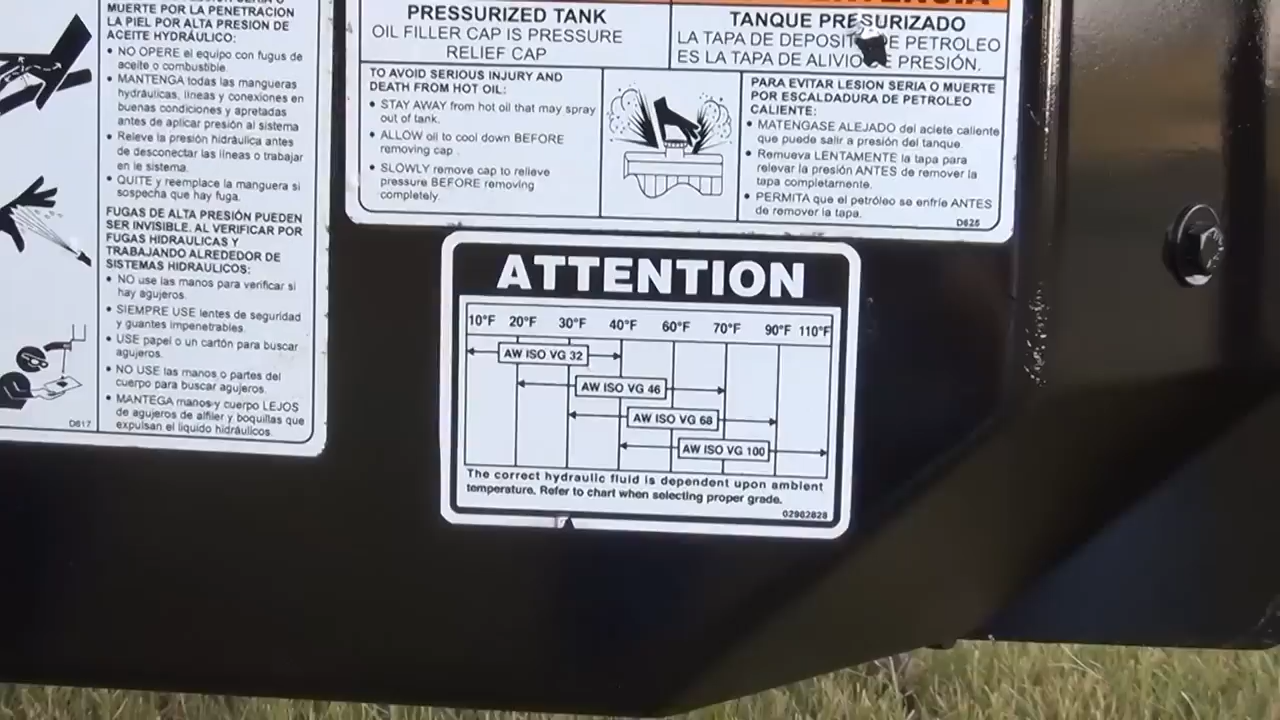 MUERTE POR LA PENETRACION
LA PIEL POR ALTA PRESION DE
ACEITE HYDRÁULICO:
• NO OPERE el equipo con fugas de
aceite o combustible.
• MANTENGA todas las mangueras
hydráulicas, lineas y conexiones en
buenas condiciones y apretadas
antes de aplicar presión al sistema
• Releve la presión hidraulica antes
de desconectar las líneas o trabajar
en le sistema.
• QUITE y reemplace la manguera si
sospecha que hay fuga.
FUGAS DE ALTA PRESIÓN PUEDEN
SER INVISIBLE. AL VERIFICAR POR
FUGAS HIDRAULICAS Y
TRABAJANDO ALREDEDOR DE
SISTEMAS HIDRAULICOS:
• NO use las manos para verificar si
hay agujeros.
• SIEMPRE USE lentes de seguridad
y guantes impenetrables.
• USE papel o un cartón para buscar
agujeros.
• NO USE las manos o partes del
cuerpo para buscar agujeros.
• MANTEGA manos y cuerpo LEJOS
de agujeros de alfiler y boquillas que
expulsan el liquido hidráulicos.
D617
PRESSURIZED TANK
OIL FILLER CAP IS PRESSURE
RELIEF CAP
TO AVOID SERIOUS INJURY AND
DEATH FROM HOT OIL:
• STAY AWAY from hot oil that may spray
out of tank.
• ALLOW oil to cool down BEFORE
removing cap.
• SLOWLY remove cap to relieve
pressure BEFORE removing
completely.
TANQUE PRESURIZADO
LA TAPA DE DEPOSITO DE PETROLEO
ES LA TAPA DE ALIVIO DE PRESIÓN.
PARA EVITAR LESION SERIA O MUERTE
POR ESCALDADURA DE PETROLEO
CALIENTE:
• MATENGASE ALEJADO del aciete caliente
que puede salir a presión del tanque.
• Remueva LENTAMENTE la tapa para
relevar la presión ANTES de remover la
tapa completamente.
• PERMITA que el petróleo se enfríe ANTES
de remover la tapa.
D625
ATTENTION
10°F 20°F 30°F 40°F 60°F 70°F 90°F 110°F
AW ISO VG 32
AW ISO VG 46
AW ISO VG 68
AW ISO VG 100
The correct hydraulic fluid is dependent upon ambient
temperature. Refer to chart when selecting proper grade.
02982828